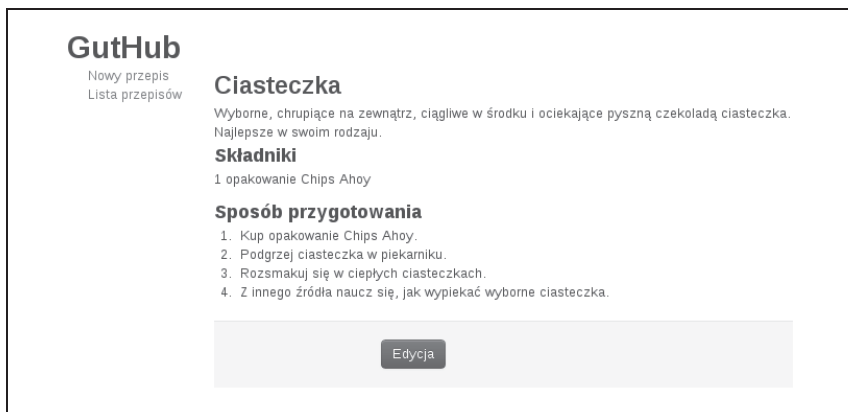 GutHub
Nowy przepis
Lista przepisów
Ciasteczka
Wyborne, chrupiące na zewnątrz, ciągliwe w środku i ociekające pyszną czekoladą ciasteczka.
Najlepsze w swoim rodzaju.
Składniki
1 opakowanie Chips Ahoy
Sposób przygotowania
1. Kup opakowanie Chips Ahoy.
2. Podgrzej ciasteczka w piekarniku.
3. Rozsmakuj się w ciepłych ciasteczkach.
4. Z innego źródła naucz się, jak wypiekać wyborne ciasteczka.
Edycja